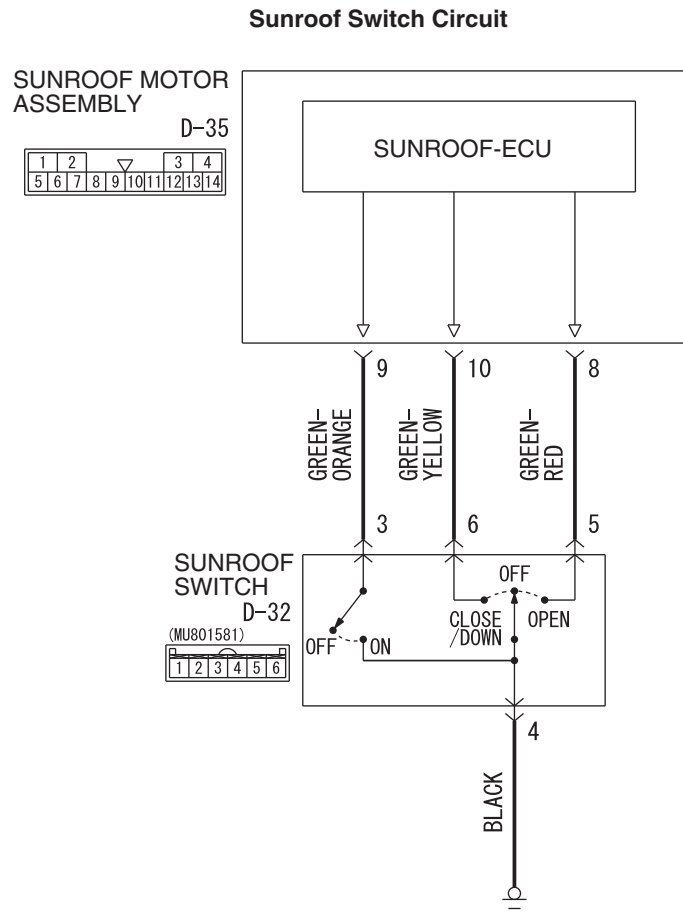 Sunroof Switch Circuit
SUNROOF MOTOR
ASSEMBLY
D-35
1 2 3 4
5 6 7 8 9 10 11 12 13 14
SUNROOF-ECU
9 10 8
GREEN-
ORANGE
GREEN-
YELLOW
GREEN-
RED
3 6 5
SUNROOF
SWITCH
D-32
(MU801581)
1 2 3 4 5 6
OFF
ON
OFF
CLOSE
/DOWN
OPEN
4
BLACK